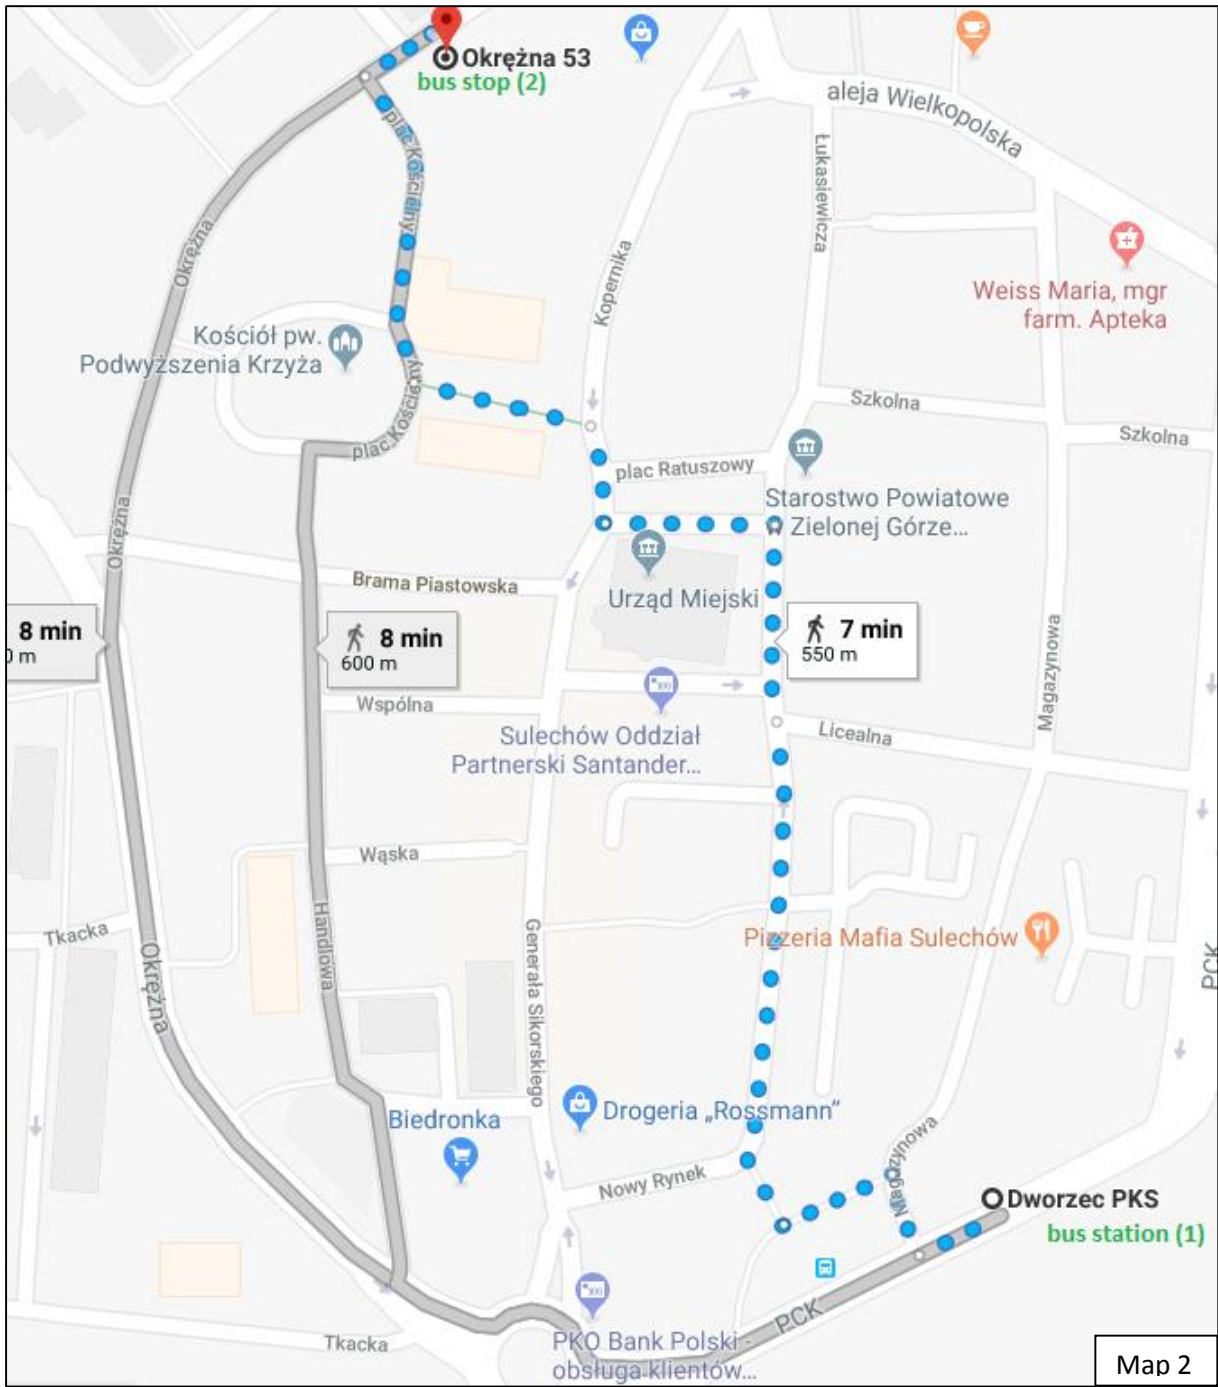 Okrężna 53
bus stop (2)
aleja Wielkopolska
plac Kościelny
Łukasiewicza
Okrężna
Kopernika
Weiss Maria, mgr
farm. Apteka
Kościół pw.
Podwyższenia Krzyża
Szkolna
Szkolna
plac Kościelny
plac Ratuszowy
Starostwo Powiatowe
Zielonej Górze...
Okrężna
Brama Piastowska
Urząd Miejski
8 min
0 m
8 min
600 m
7 min
550 m
Magazynowa
Wspólna
Licealna
Sulechów Oddział
Partnerski Santander...
Wąska
Tkacka
Handlowa
Okrężna
Generała Sikorskiego
Pizzeria Mafia Sulechów
PCK
Biedronka
Drogeria „Rossmann”
Magazynowa
Nowy Rynek
Dworzec PKS
bus station (1)
PCK
Tkacka
PKO Bank Polski -
obsługa klientów...
Map 2